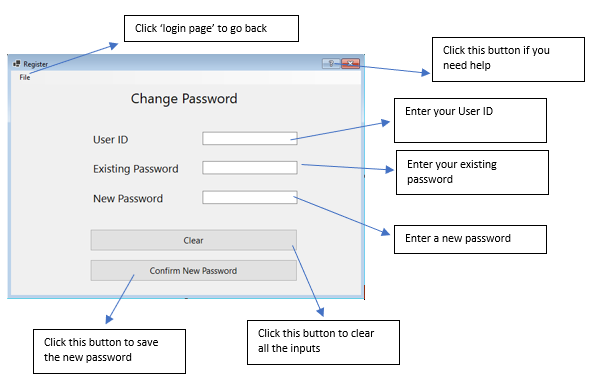 Click ‘login page’ to go back
Click this button if you
need help
Register
?
File
Change Password
Enter your User ID
User ID
Enter your existing
password
Existing Password
New Password
Enter a new password
Clear
Confirm New Password
Click this button to save
the new password
Click this button to clear
all the inputs